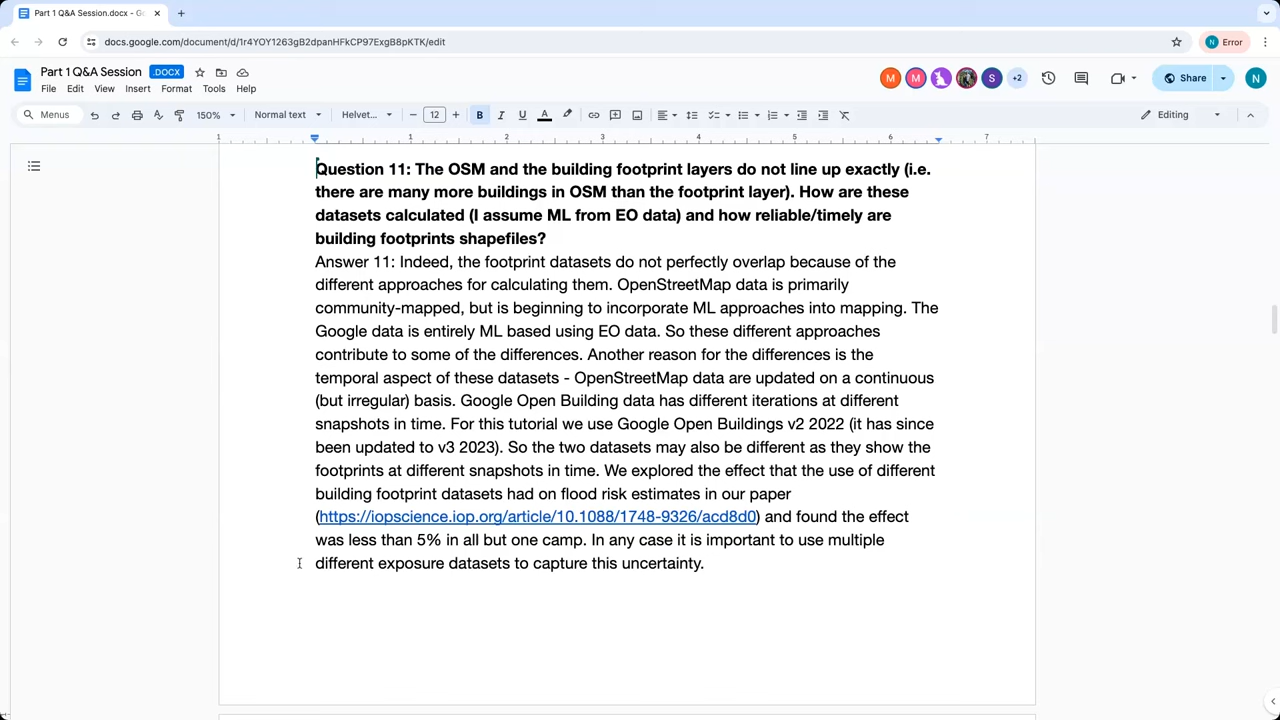 Part 1 Q&A Session.docx - Go
docs.google.com/document/d/1r4YOY1263gB2dpanHFkCP97ExgB8pKTK/edit
N Error
Part 1 Q&A Session .DOCX
M M S +2 Share N
File Edit View Insert Format Tools Help
Menus 150% Normal text Helvet... 12 B I U A Editing
1 1 2 3 4 5 6 7
Question 11: The OSM and the building footprint layers do not line up exactly (i.e.
there are many more buildings in OSM than the footprint layer). How are these
datasets calculated (I assume ML from EO data) and how reliable/timely are
building footprints shapefiles?
Answer 11: Indeed, the footprint datasets do not perfectly overlap because of the
different approaches for calculating them. OpenStreetMap data is primarily
community-mapped, but is beginning to incorporate ML approaches into mapping. The
Google data is entirely ML based using EO data. So these different approaches
contribute to some of the differences. Another reason for the differences is the
temporal aspect of these datasets - OpenStreetMap data are updated on a continuous
(but irregular) basis. Google Open Building data has different iterations at different
snapshots in time. For this tutorial we use Google Open Buildings v2 2022 (it has since
been updated to v3 2023). So the two datasets may also be different as they show the
footprints at different snapshots in time. We explored the effect that the use of different
building footprint datasets had on flood risk estimates in our paper
(https://iopscience.iop.org/article/10.1088/1748-9326/acd8d0) and found the effect
was less than 5% in all but one camp. In any case it is important to use multiple
different exposure datasets to capture this uncertainty.